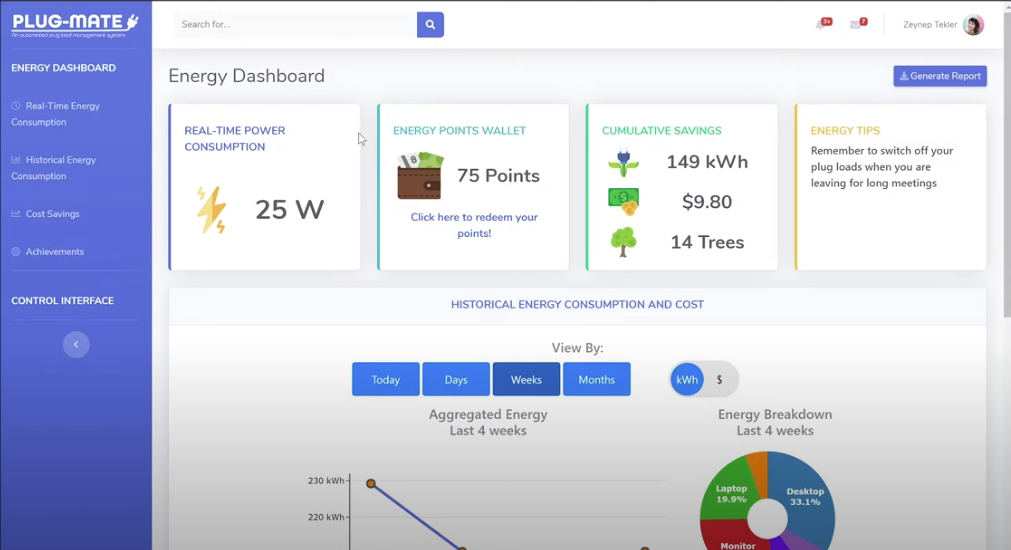 PLUG-MATE
An automated plug load management system
ENERGY DASHBOARD
Real-Time Energy
Consumption
Historical Energy
Consumption
Cost Savings
Achievements
CONTROL INTERFACE
Search for...
3+
7
Zeynep Tekler
Energy Dashboard
Generate Report
REAL-TIME POWER
CONSUMPTION
25 W
ENERGY POINTS WALLET
75 Points
Click here to redeem your
points!
CUMULATIVE SAVINGS
149 kWh
$9.80
14 Trees
ENERGY TIPS
Remember to switch off your
plug loads when you are
leaving for long meetings
HISTORICAL ENERGY CONSUMPTION AND COST
View By:
Today
Days
Weeks
Months
kWh
$
Aggregated Energy
Last 4 weeks
230 kWh
220 kWh
Energy Breakdown
Last 4 weeks
Laptop
19.9%
Desktop
33.1%
Monitor